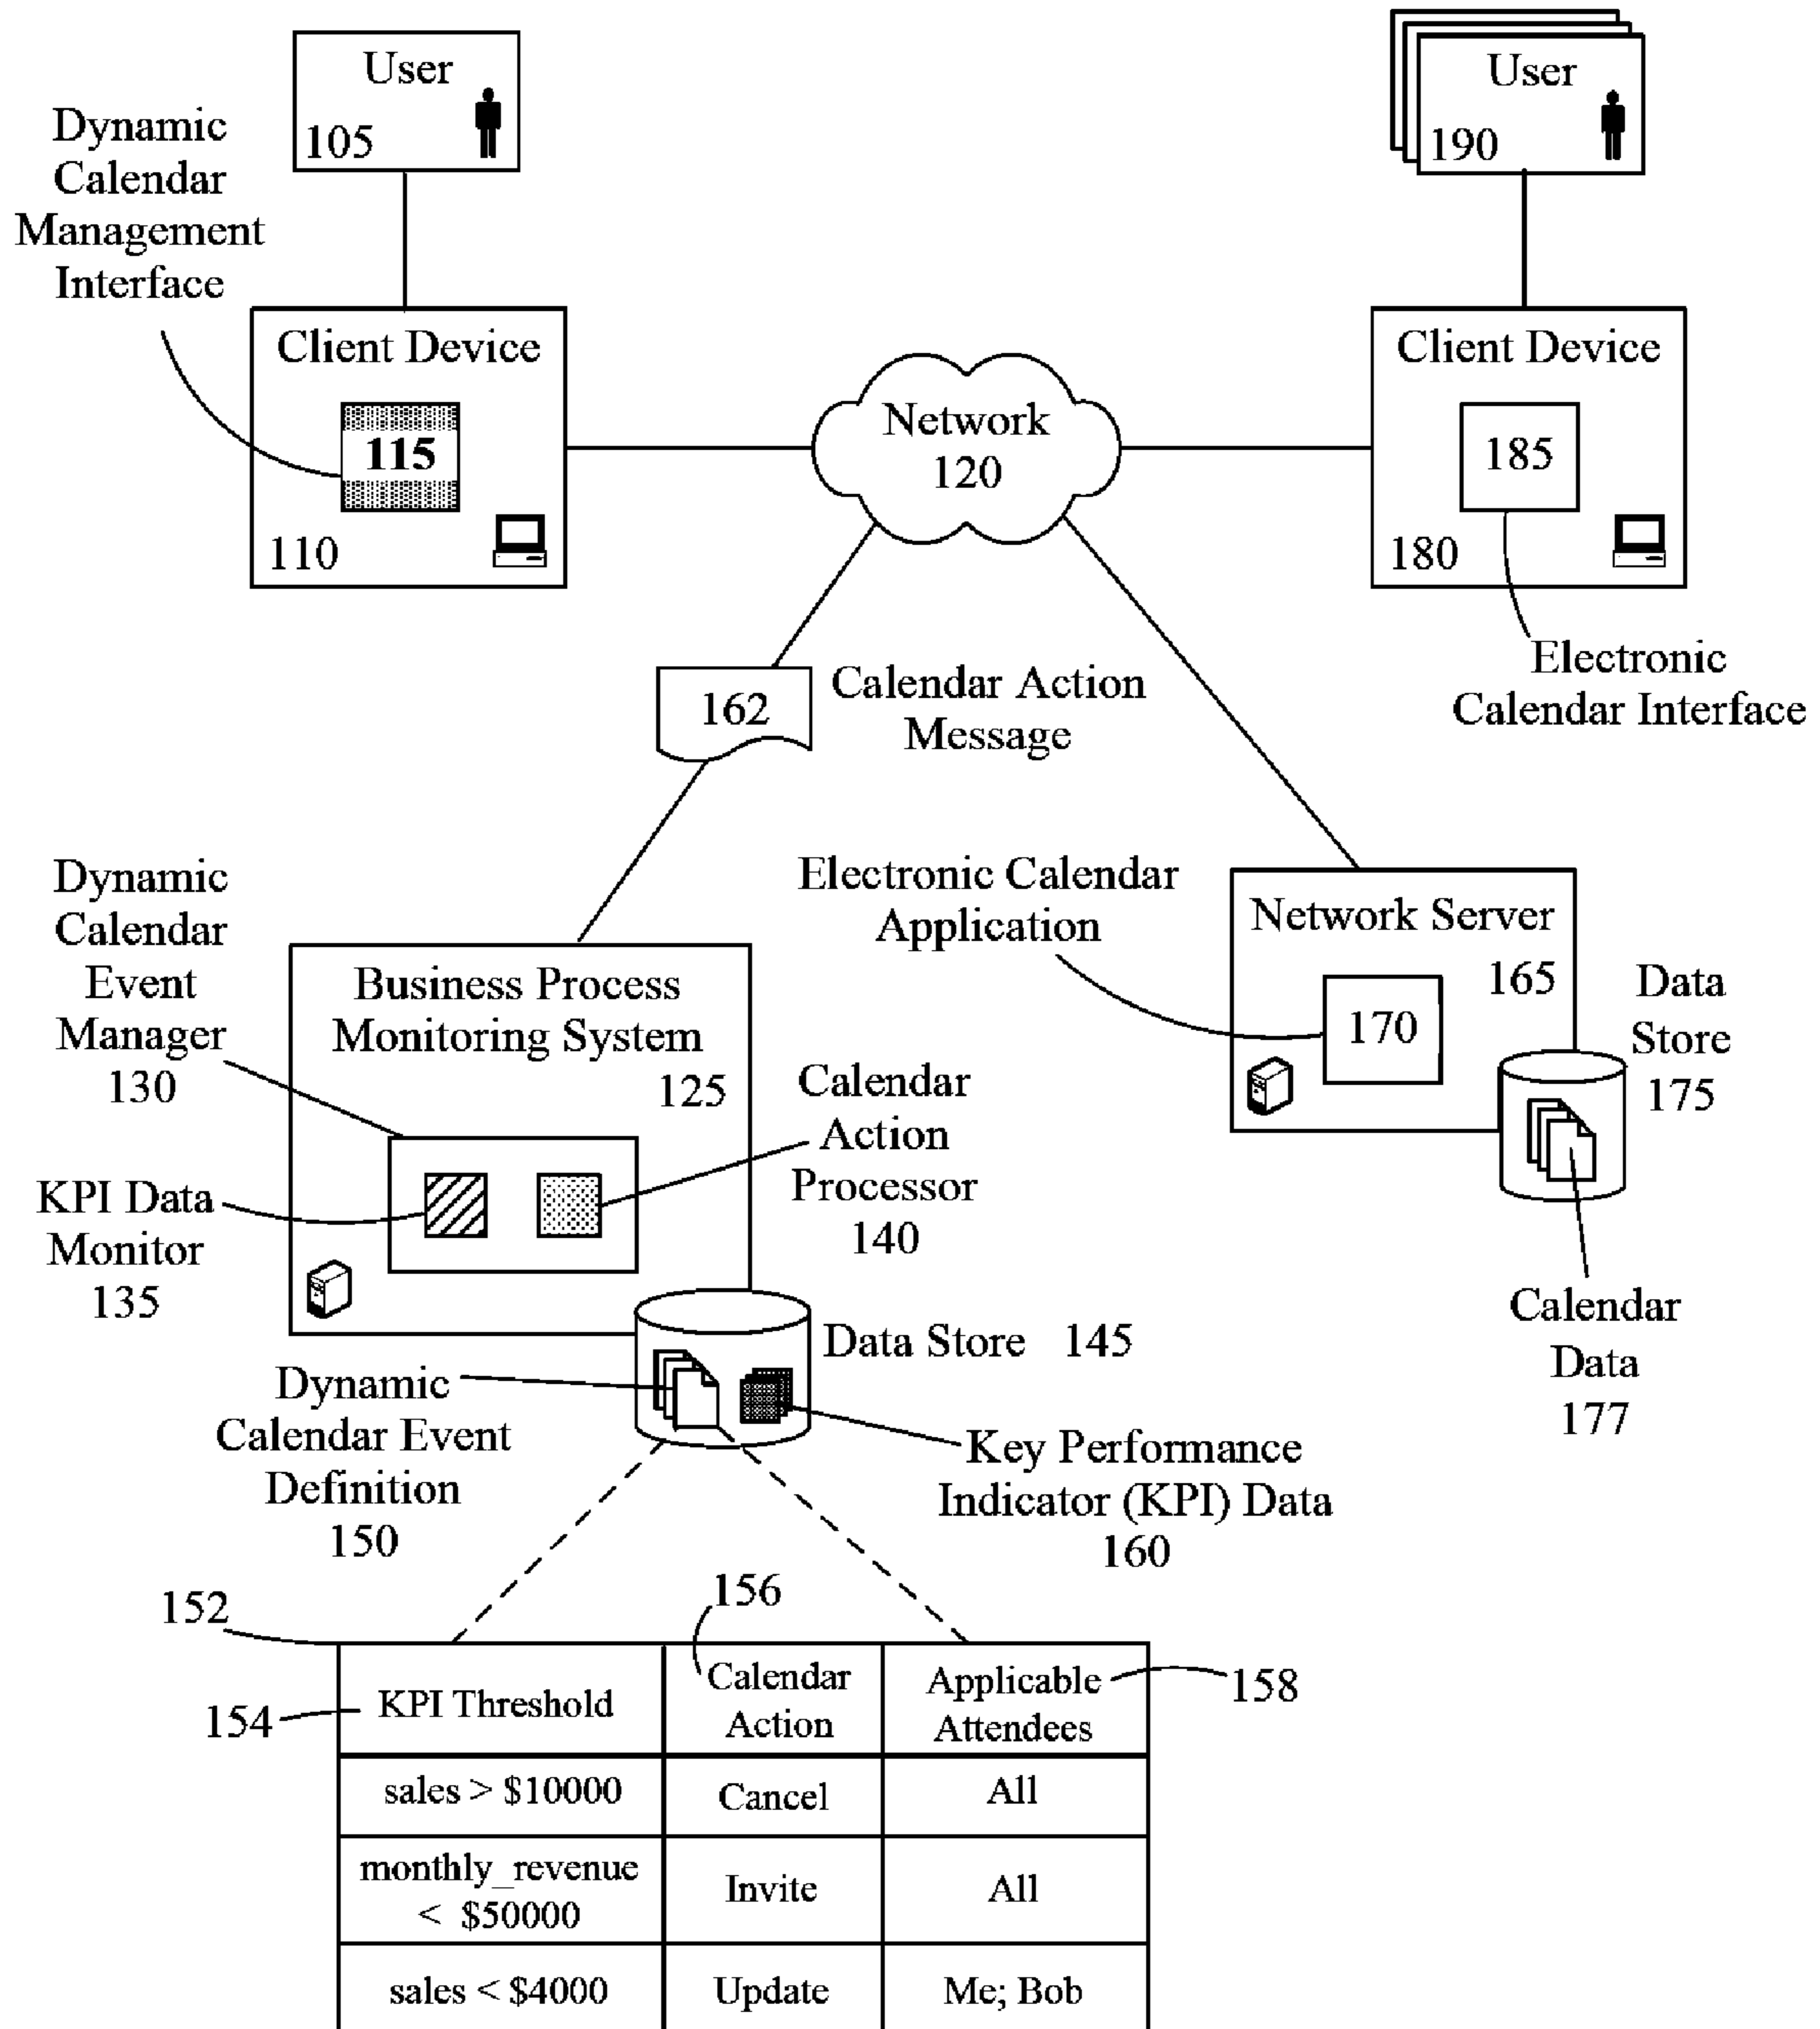 User
105
User
190
Dynamic
Calendar
Management
Interface
Client Device
115
110
Network
120
Client Device
185
180
Electronic
Calendar Interface
162
Calendar Action
Message
Dynamic
Calendar
Event
Manager
130
Business Process
Monitoring System
125
Electronic Calendar
Application
Network Server
165
170
Data
Store
175
Calendar
Action
Processor
140
KPI Data
Monitor
135
Calendar
Data
177
Data Store 145
Dynamic
Calendar Event
Definition
150
Key Performance
Indicator (KPI) Data
160
152
156
154
158
KPI Threshold
Calendar
Action
Applicable
Attendees
sales > $10000
Cancel
All
monthly_revenue
< $50000
Invite
All
sales < $4000
Update
Me; Bob